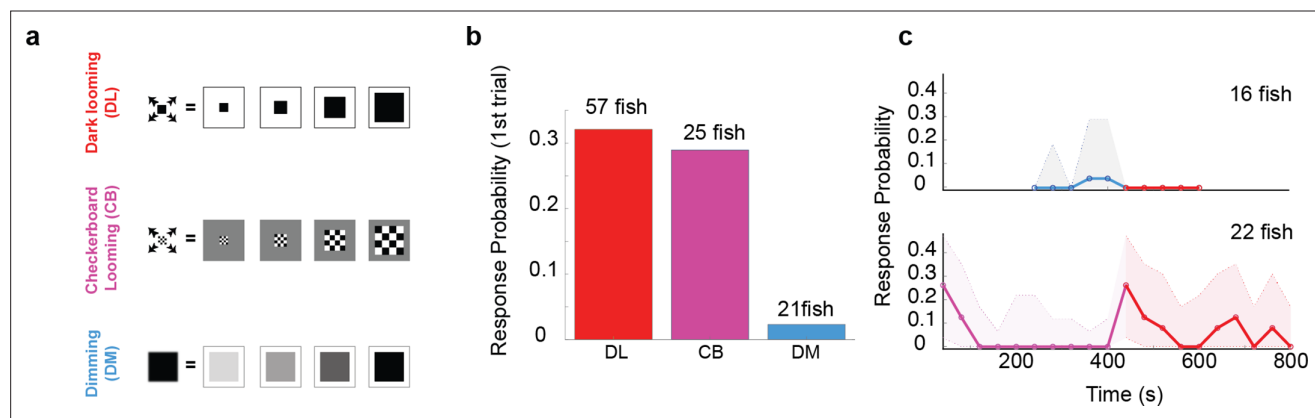 a
Dark looming
(DL)
=
Checkerboard
Looming (CB)
=
Dimming
(DM)
=
b
Response Probability (1st trial)
0.3
0.1
0
57 fish
25 fish
21fish
DL
CB
DM
c
Response Probability
0.4
0.3
0.2
0.1
0
16 fish
0.4
0.3
0.2
0.1
0
22 fish
200
400
600
800
Time (s)